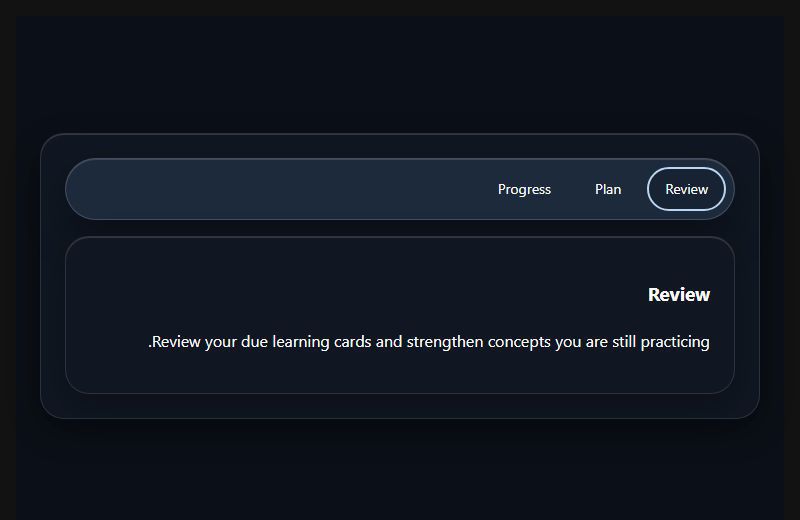 Review
Plan
Progress
Review
.Review your due learning cards and strengthen concepts you are still practicing